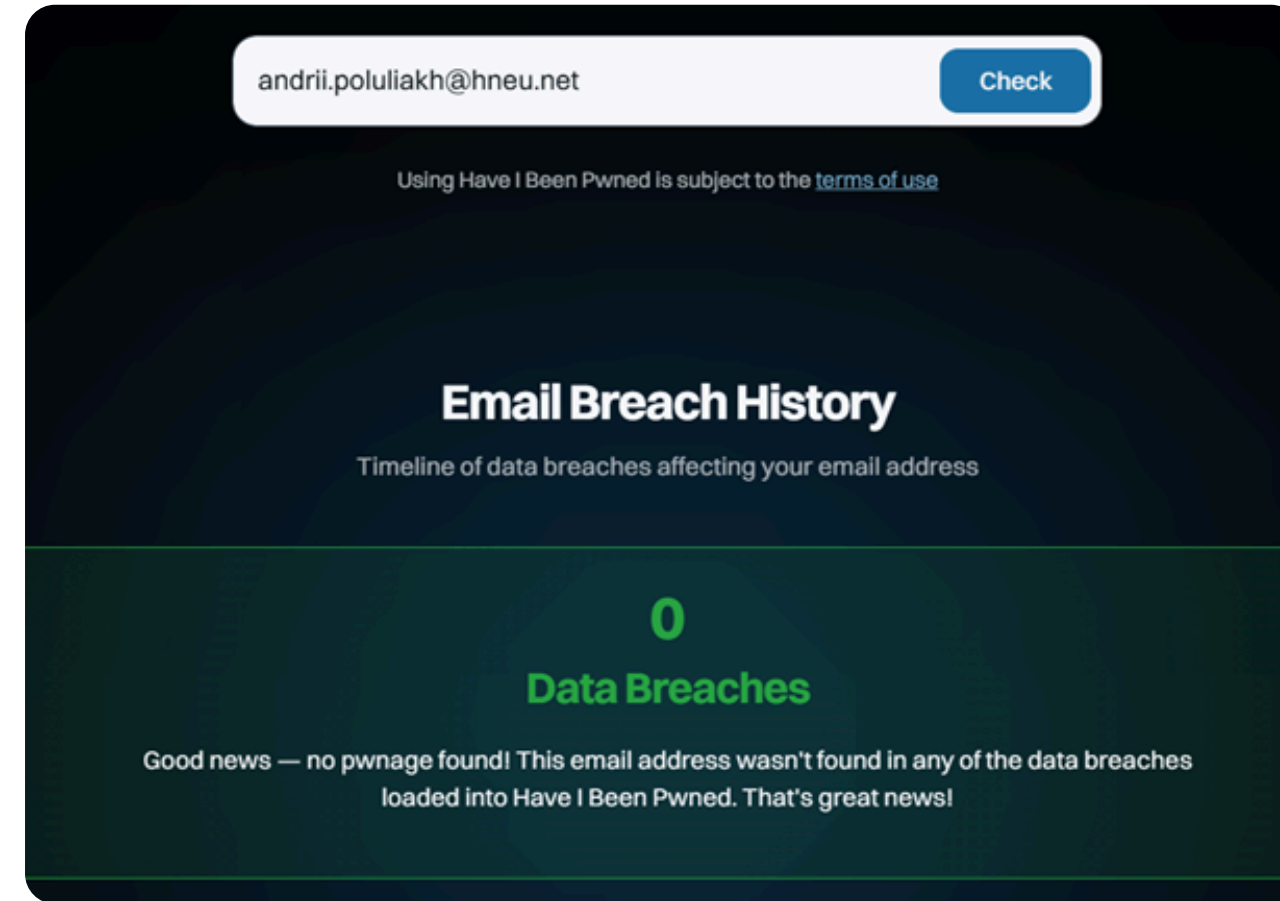 andrii.poluliakh@hneu.net
Check
Using Have I Been Pwned is subject to the terms of use
Email Breach History
Timeline of data breaches affecting your email address
0
Data Breaches
Good news — no pwnage found! This email address wasn't found in any of the data breaches
loaded into Have I Been Pwned. That's great news!